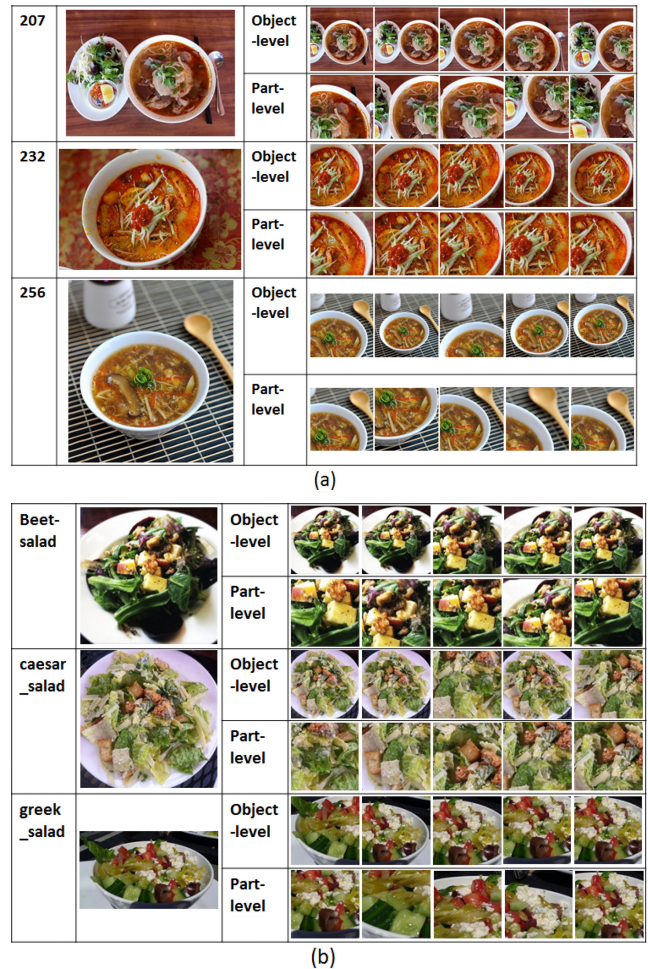 207
Object
-level
Part-
level
232
Object
-level
Part-
level
256
Object
-level
Part-
level
(a)
Beet-
salad
Object
-level
Part-
level
caesar
_salad
Object
-level
Part-
level
greek
_salad
Object
-level
Part-
level
(b)